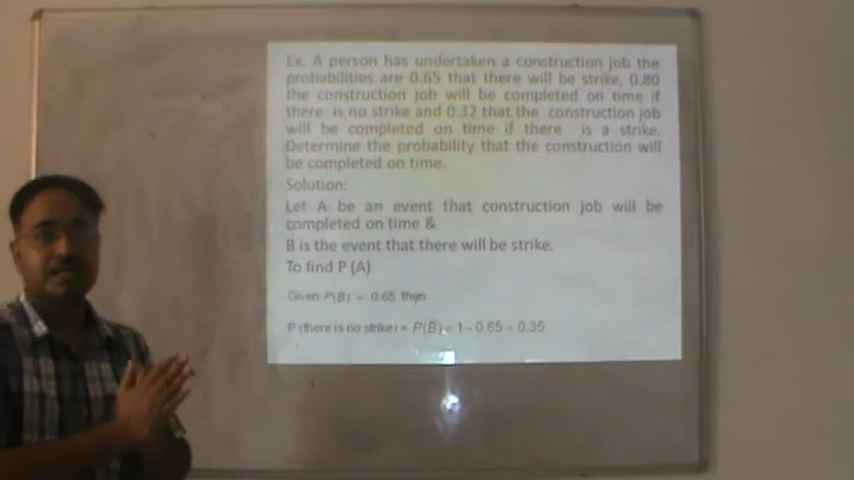 Ex. A person has undertaken a construction job the
probabilities are 0.65 that there will be strike, 0.80
the construction job will be completed on time if
there is no strike and 0.32 that the construction job
will be completed on time if there is a strike.
Determine the probability that the construction will
be completed on time.
Solution:
Let A be an event that construction job will be
completed on time &
B is the event that there will be strike.
To find P (A)
Given P(B) = 0.65 then
P (there is no strike) = P(B̄) = 1 – 0.65 = 0.35